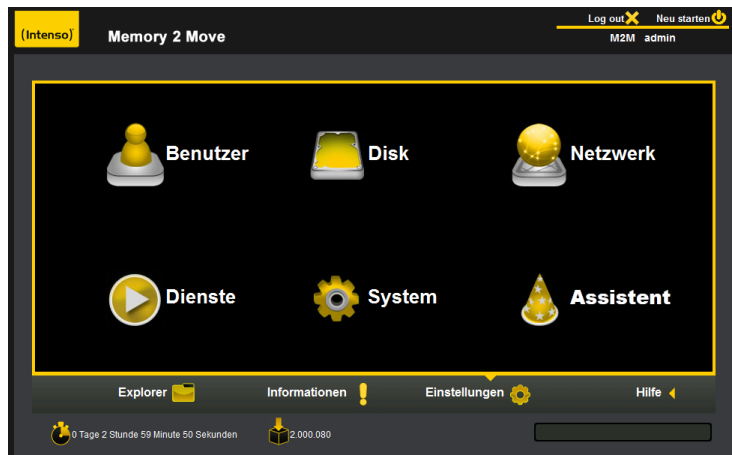 Log out Neu starten
(Intenso)
Memory 2 Move
M2M admin
Benutzer Disk Netzwerk
Dienste System Assistent
Explorer Informationen Einstellungen Hilfe
0 Tage 2 Stunde 59 Minute 50 Sekunden 2.000.080